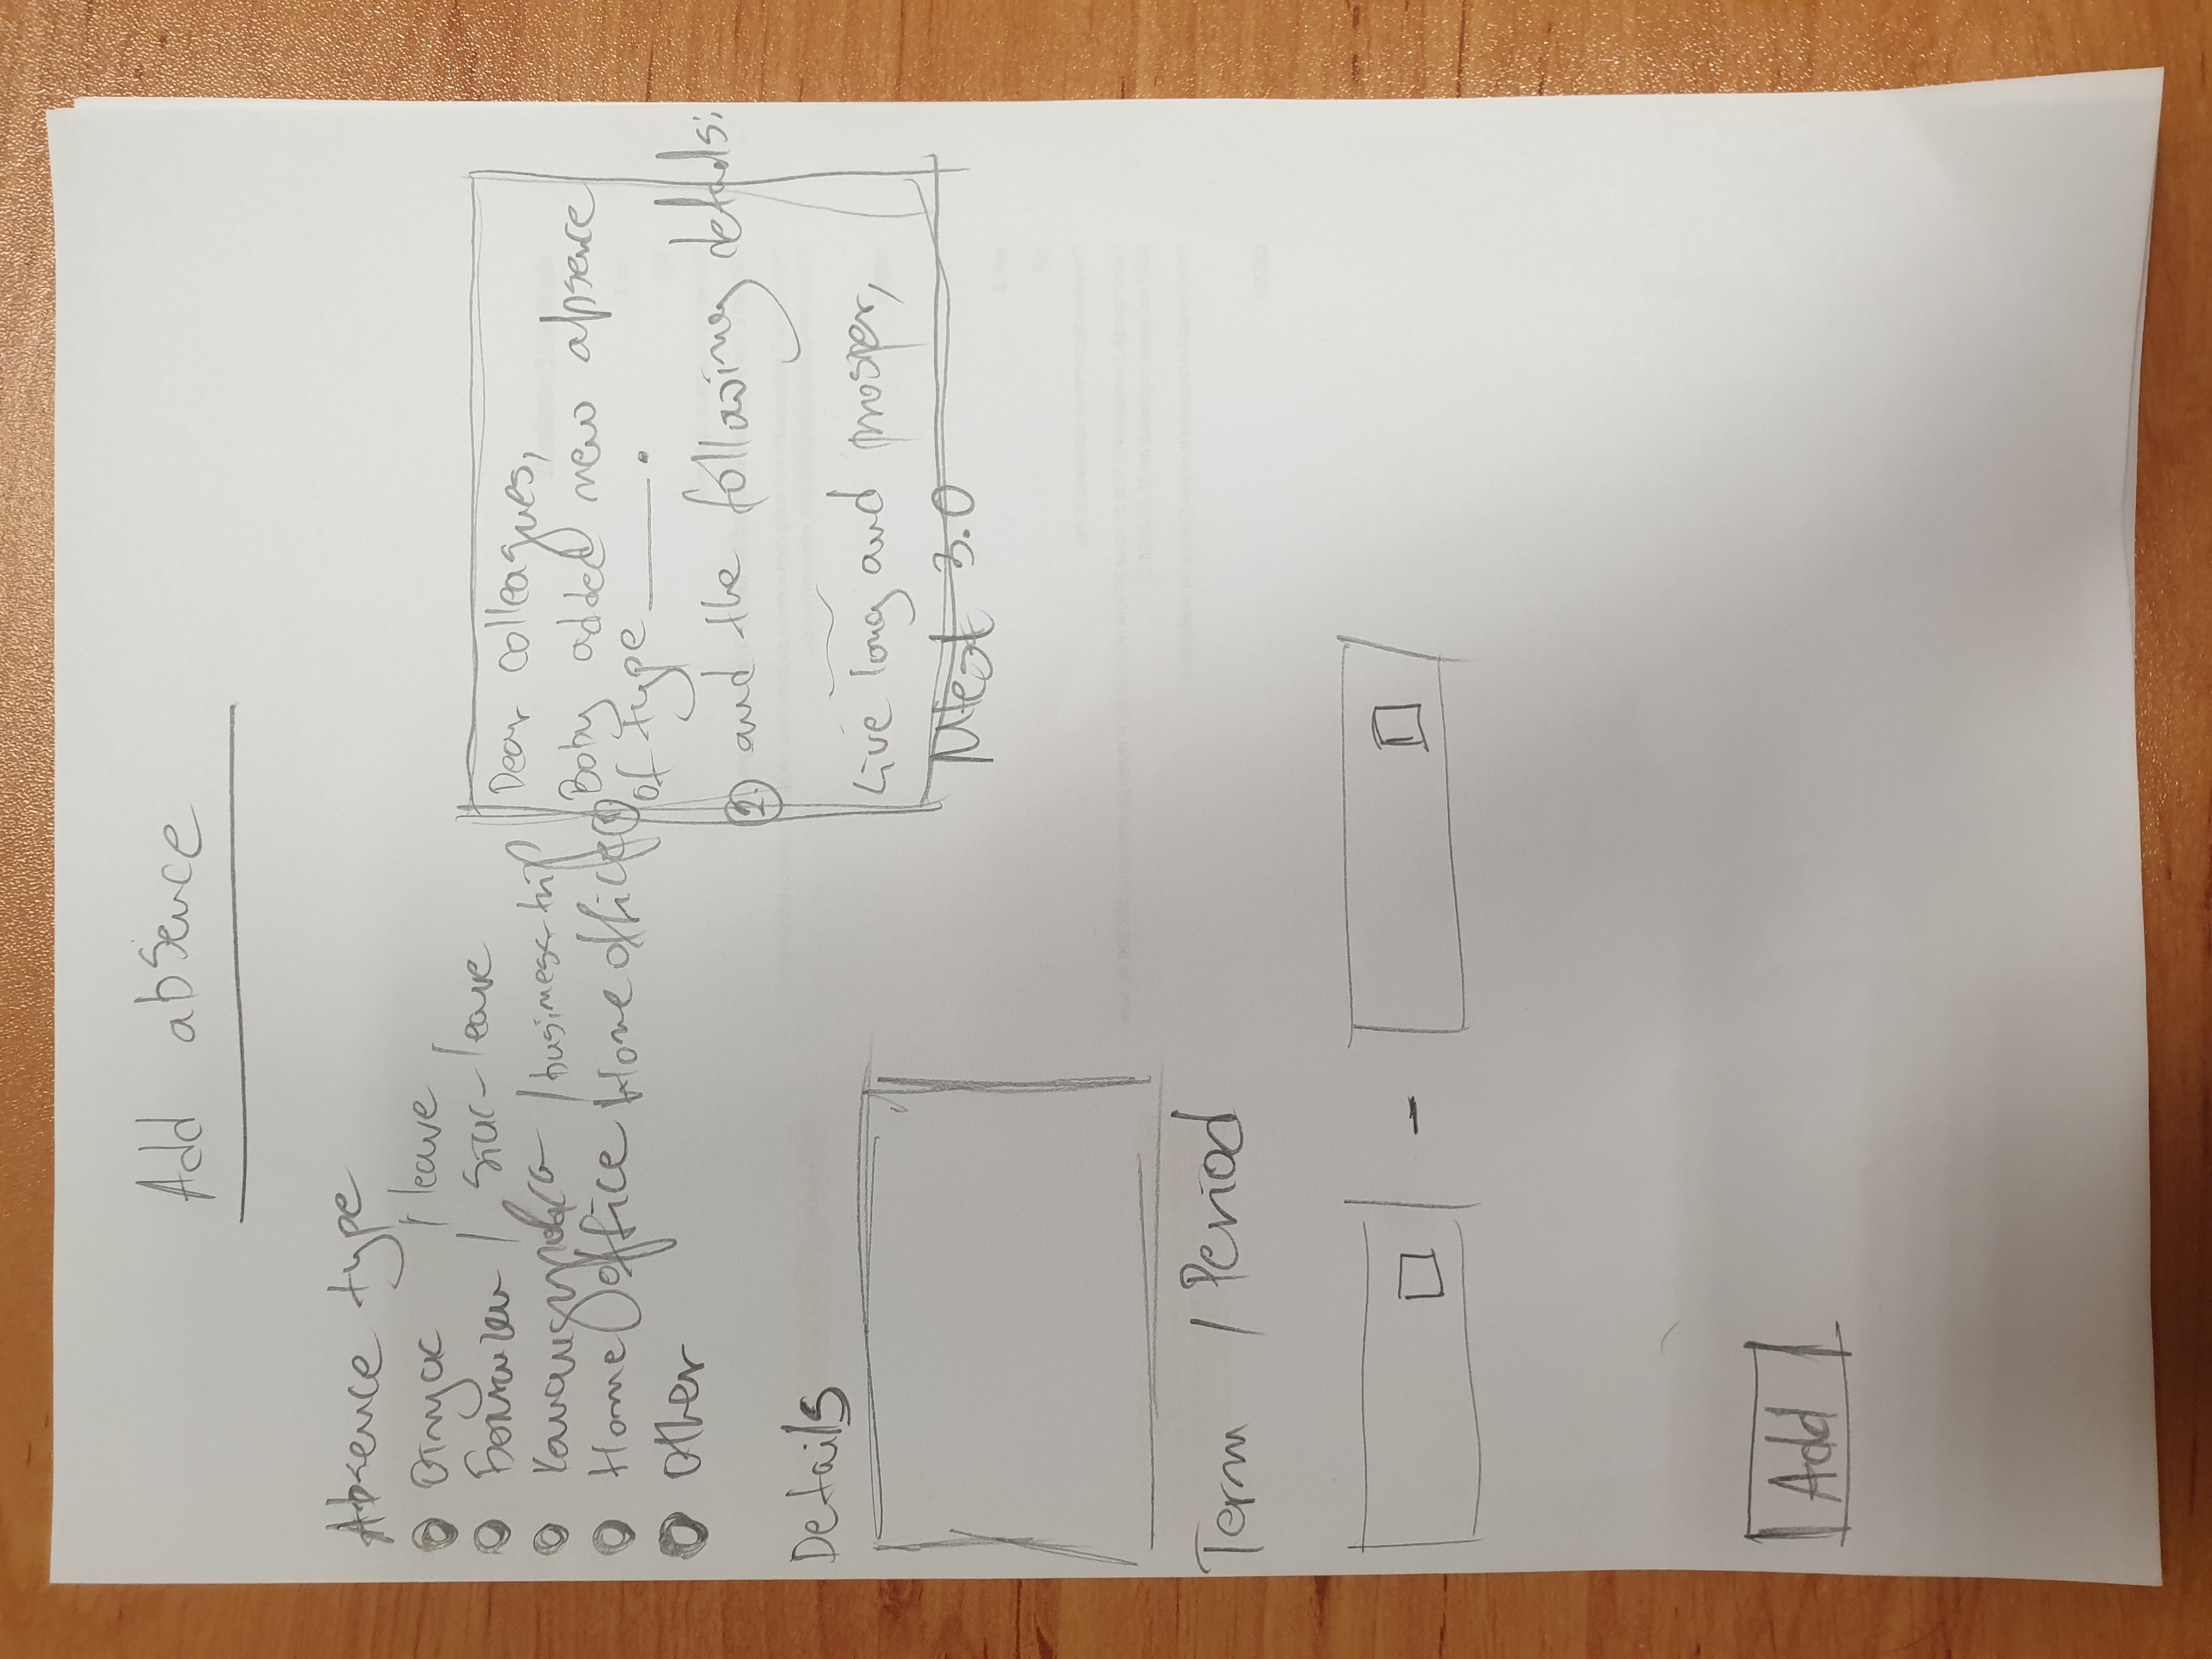 Add absence
Absence type
Отпуск / leave
Болничен / sick-leave
Командировка / business trip
Home office Home office
Other
Dear colleagues,
Boby added new absence
of type ______.
2. and the following details:
Live long and prosper,
3.0
Details
Term / Period
-
Add